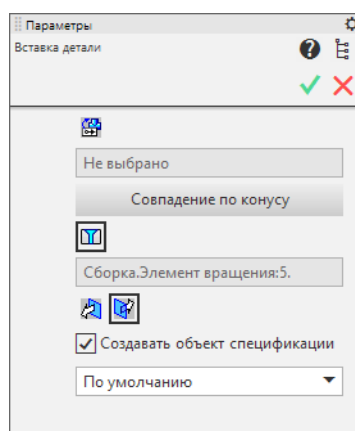 Параметры
Вставка детали
Не выбрано
Совпадение по конусу
Сборка.Элемент вращения:5.
Создавать объект спецификации
По умолчанию